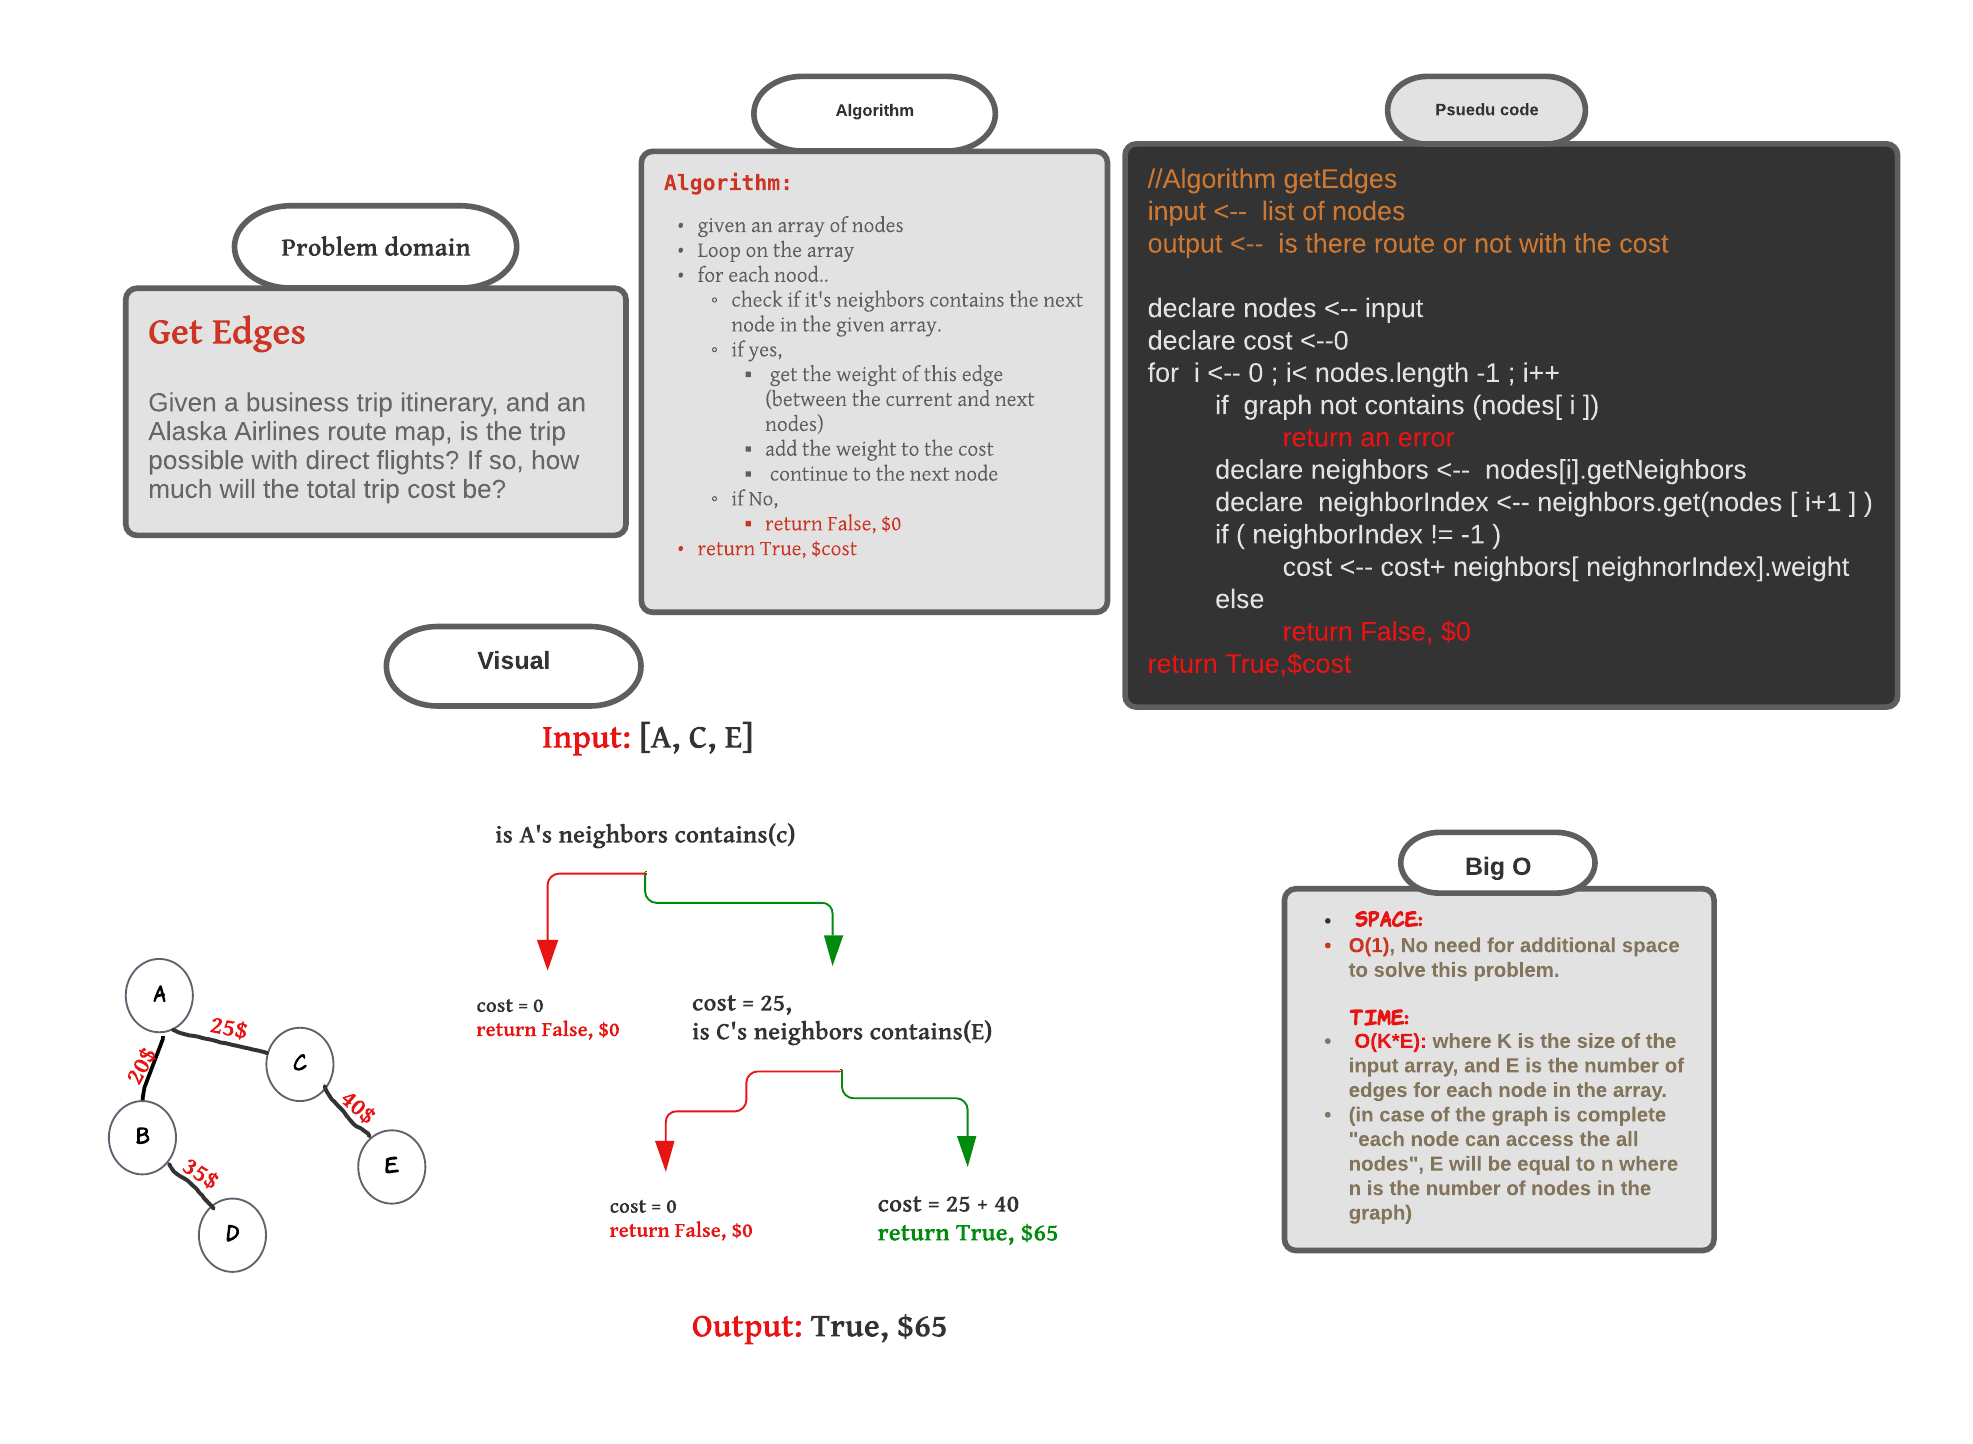 Problem domain
Get Edges
Given a business trip itinerary, and an
Alaska Airlines route map, is the trip
possible with direct flights? If so, how
much will the total trip cost be?
Algorithm
Algorithm:
• given an array of nodes
• Loop on the array
• for each nood..
◦ check if it's neighbors contains the next
node in the given array.
◦ if yes,
▪ get the weight of this edge
(between the current and next
nodes)
▪ add the weight to the cost
▪ continue to the next node
◦ if No,
▪ return False, $0
• return True, $cost
Psuedu code
//Algorithm getEdges
input <-- list of nodes
output <-- is there route or not with the cost
declare nodes <-- input
declare cost <--0
for i <-- 0 ; i< nodes.length -1 ; i++
if graph not contains (nodes[ i ])
return an error
declare neighbors <-- nodes[i].getNeighbors
declare neighborIndex <-- neighbors.get(nodes [ i+1 ] )
if ( neighborIndex != -1 )
cost <-- cost+ neighbors[ neighnorIndex].weight
else
return False, $0
return True,$cost
Visual
Input: [A, C, E]
is A's neighbors contains(c)
cost = 0
return False, $0
cost = 25,
is C's neighbors contains(E)
cost = 0
return False, $0
cost = 25 + 40
return True, $65
Output: True, $65
A
25$
20$
C
40$
B
E
35$
D
Big O
• SPACE:
• O(1), No need for additional space
to solve this problem.
TIME:
• O(K*E): where K is the size of the
input array, and E is the number of
edges for each node in the array.
• (in case of the graph is complete
"each node can access the all
nodes", E will be equal to n where
n is the number of nodes in the
graph)